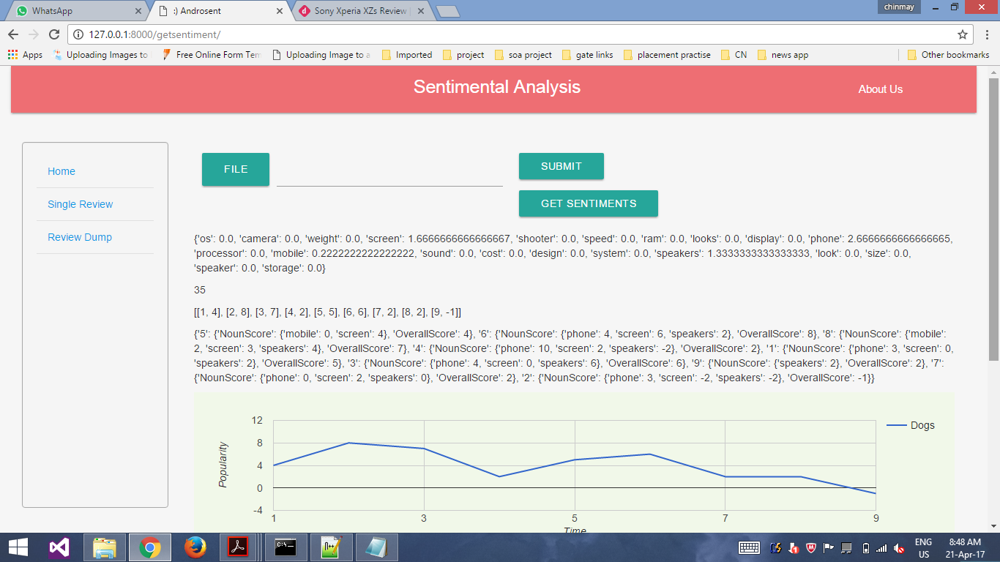 WhatsApp
:) Androsent
Sony Xperia XZs Review |
chinmay
127.0.0.1:8000/getsentiment/
Apps
Uploading Images to
Free Online Form Tem
Uploading Image to a
Imported
project
soa project
gate links
placement practise
CN
news app
Other bookmarks
Sentimental Analysis
About Us
Home
Single Review
Review Dump
FILE
SUBMIT
GET SENTIMENTS
{'os': 0.0, 'camera': 0.0, 'weight': 0.0, 'screen': 1.6666666666666667, 'shooter': 0.0, 'speed': 0.0, 'ram': 0.0, 'looks': 0.0, 'display': 0.0, 'phone': 2.6666666666666665,
'processor': 0.0, 'mobile': 0.2222222222222222, 'sound': 0.0, 'cost': 0.0, 'design': 0.0, 'system': 0.0, 'speakers': 1.3333333333333333, 'look': 0.0, 'size': 0.0,
'speaker': 0.0, 'storage': 0.0}
35
[[1, 4], [2, 8], [3, 7], [4, 2], [5, 5], [6, 6], [7, 2], [8, 2], [9, -1]]
{'5': {'NounScore': {'mobile': 0, 'screen': 4}, 'OverallScore': 4}, '6': {'NounScore': {'phone': 4, 'screen': 6, 'speakers': 2}, 'OverallScore': 8}, '8': {'NounScore': {'mobile':
2, 'screen': 3, 'speakers': 4}, 'OverallScore': 7}, '4': {'NounScore': {'phone': 10, 'screen': 2, 'speakers': -2}, 'OverallScore': 2}, '1': {'NounScore': {'phone': 3, 'screen': 0,
'speakers': 2}, 'OverallScore': 5}, '3': {'NounScore': {'phone': 4, 'screen': 0, 'speakers': 6}, 'OverallScore': 6}, '9': {'NounScore': {'speakers': 2}, 'OverallScore': 2}, '7':
{'NounScore': {'phone': 0, 'screen': 2, 'speakers': 0}, 'OverallScore': 2}, '2': {'NounScore': {'phone': 3, 'screen': -2, 'speakers': -2}, 'OverallScore': -1}}
12
8
4
0
-4
Popularity
Dogs
1
3
5
7
9
Time
ENG
US
8:48 AM
21-Apr-17